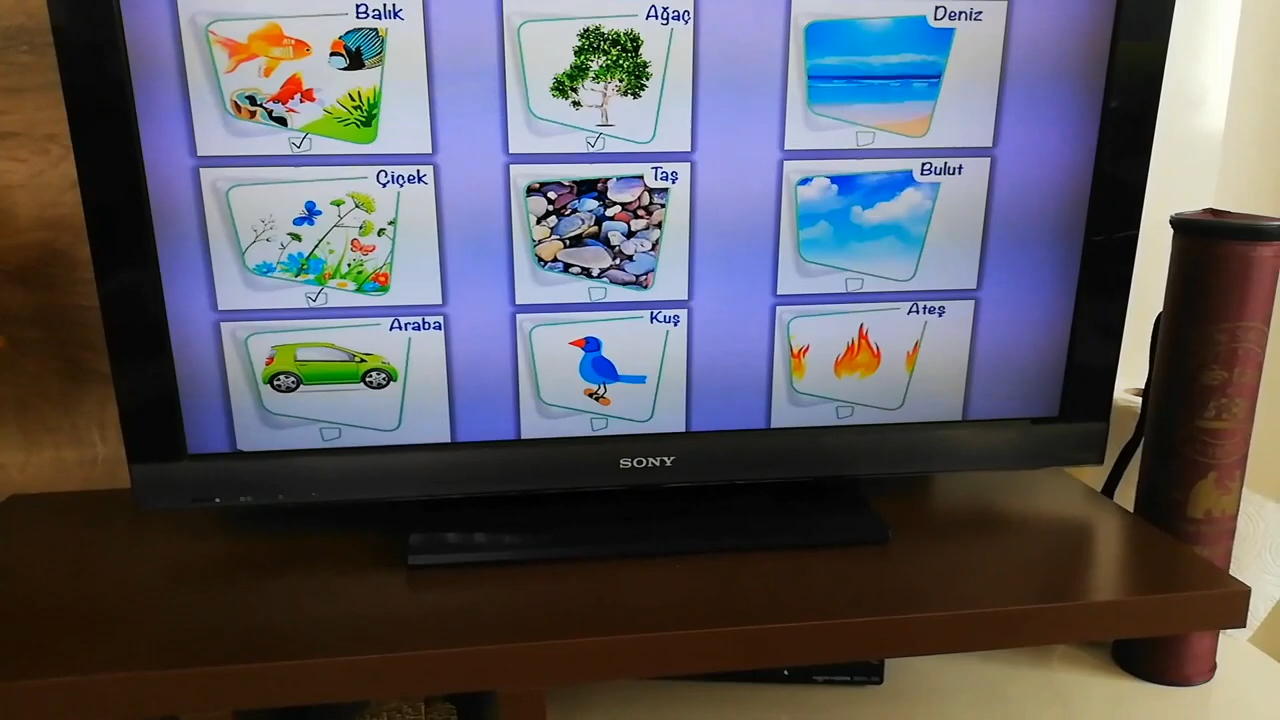 Balık
Ağaç
Deniz
Çiçek
Taş
Bulut
Araba
Kuş
Ateş
SONY